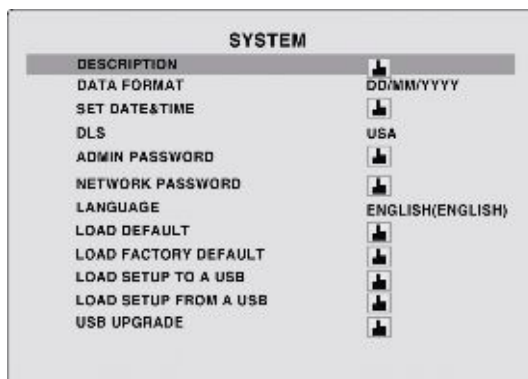 SYSTEM
DESCRIPTION
DATA FORMAT DD/MM/YYYY
SET DATE&TIME
DLS USA
ADMIN PASSWORD
NETWORK PASSWORD
LANGUAGE ENGLISH(ENGLISH)
LOAD DEFAULT
LOAD FACTORY DEFAULT
LOAD SETUP TO A USB
LOAD SETUP FROM A USB
USB UPGRADE